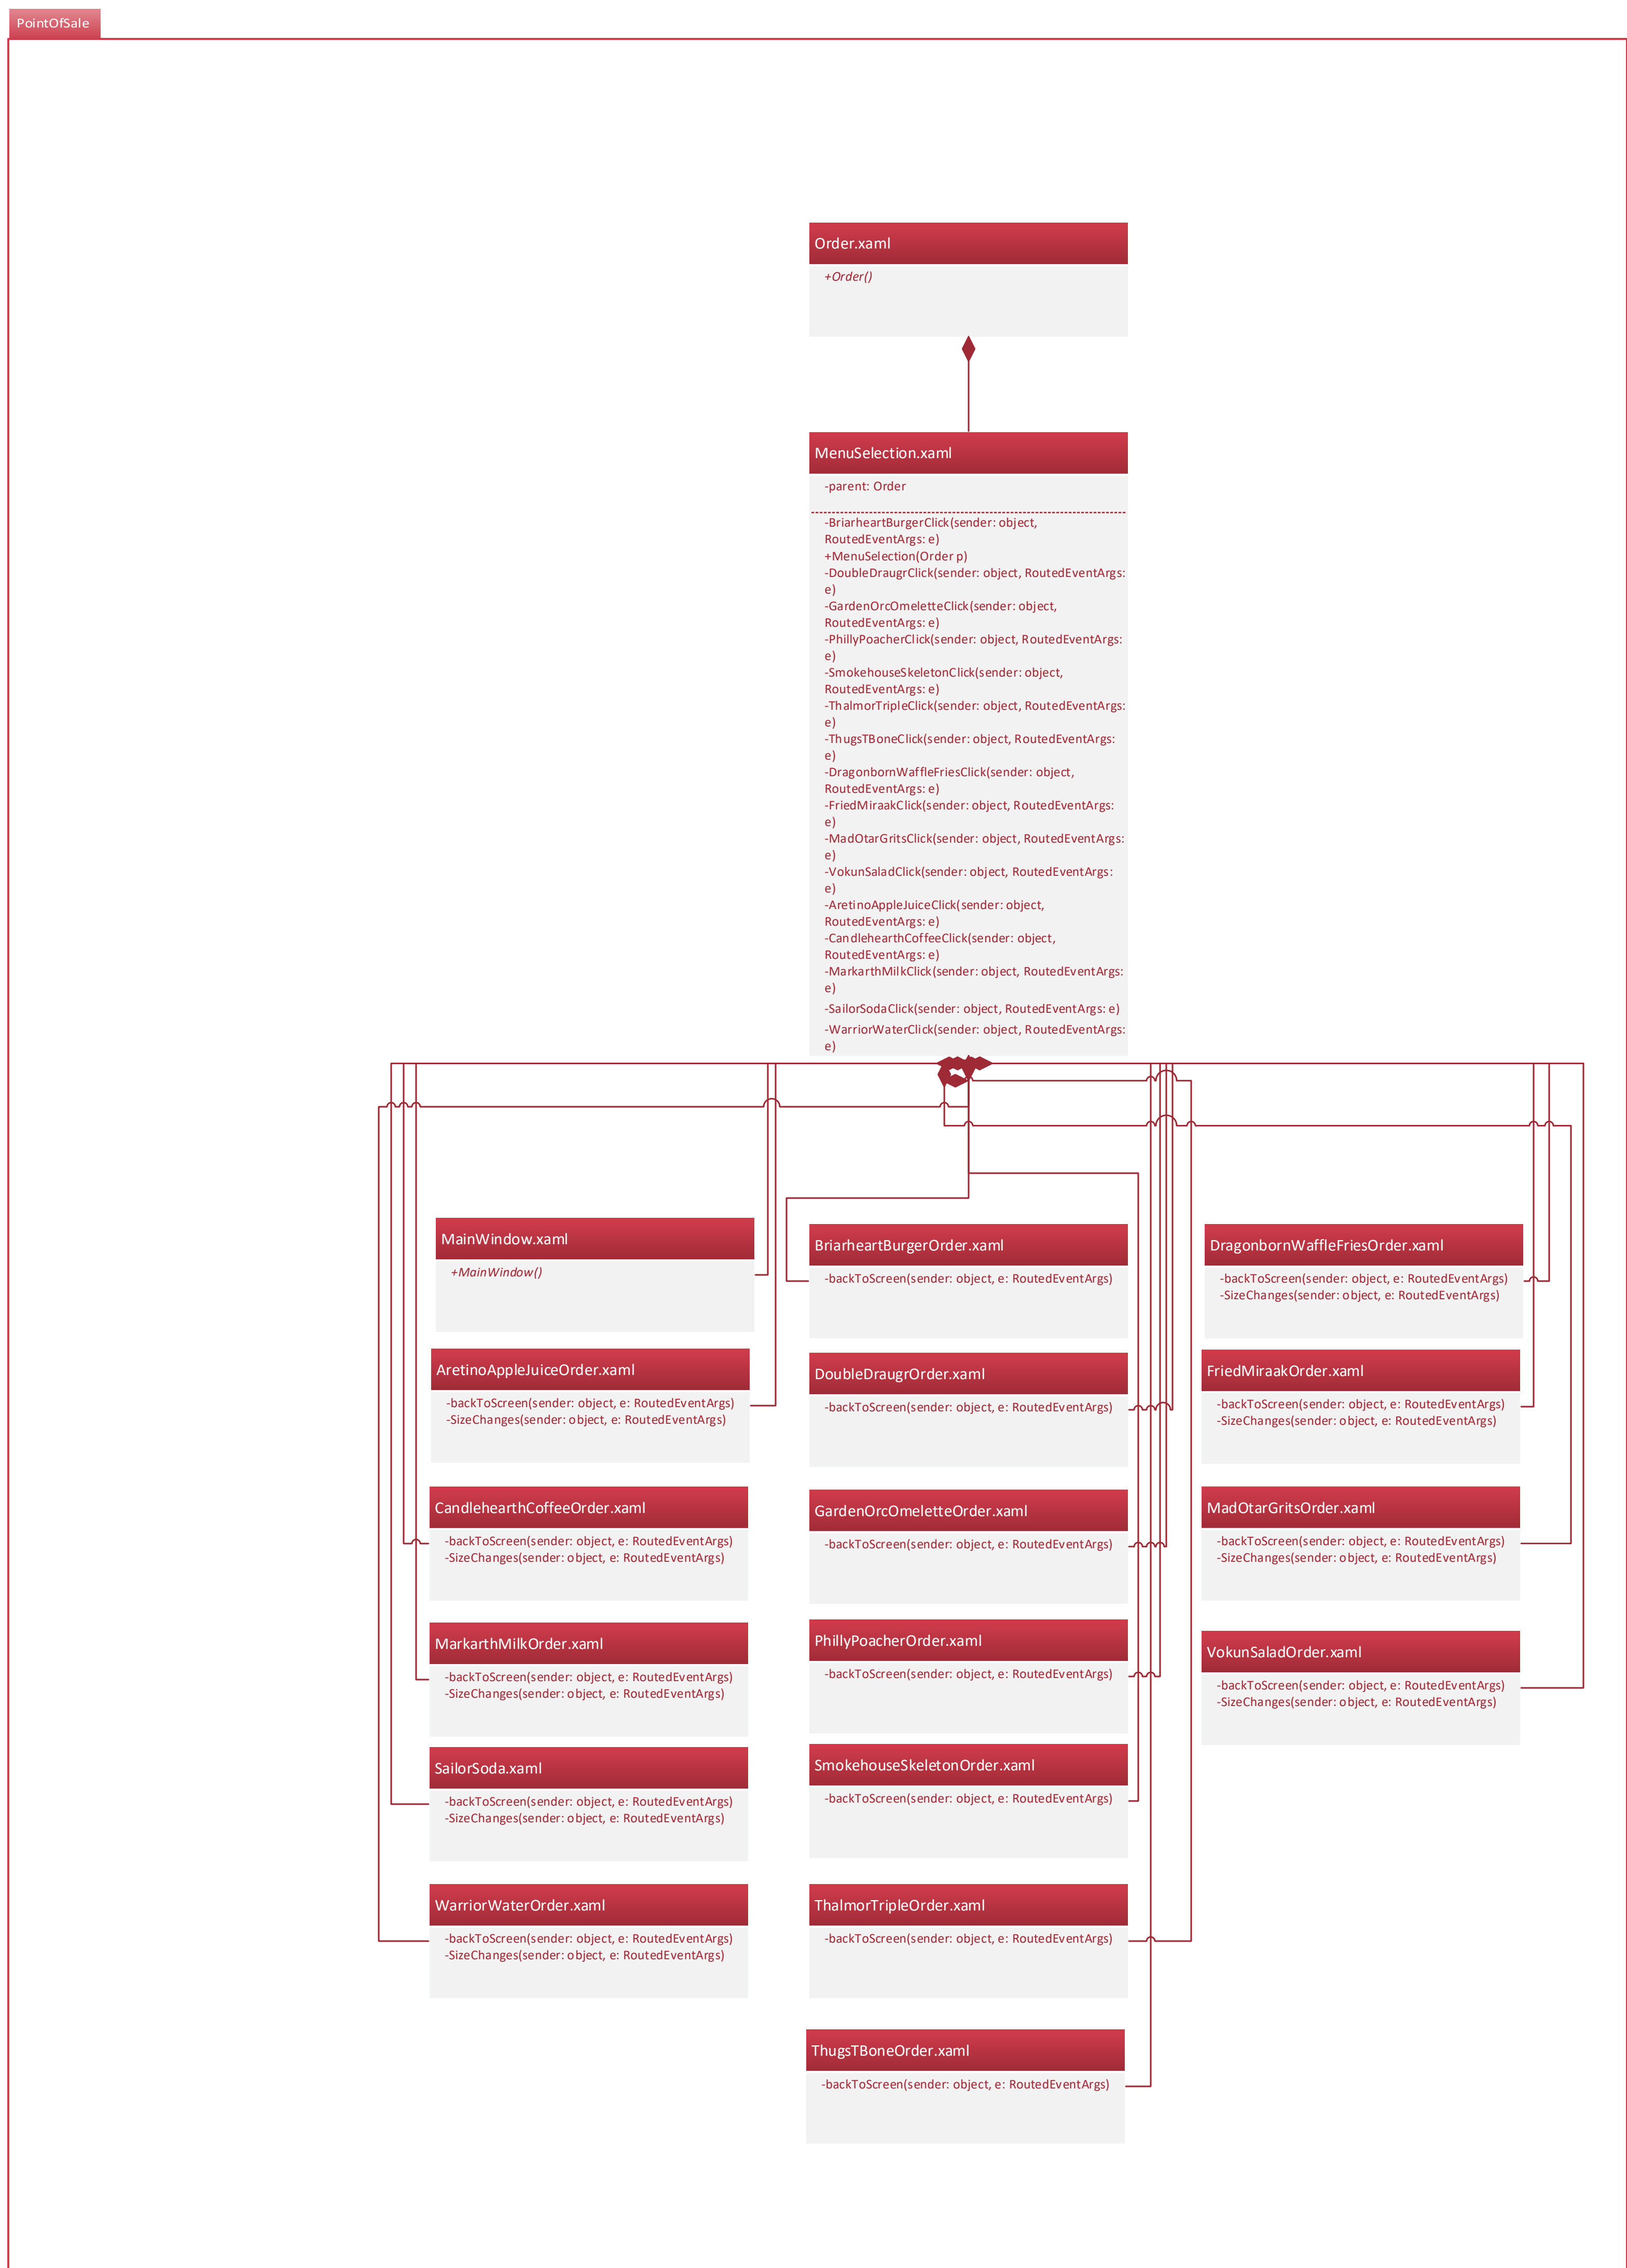 PointOfSale
Order.xaml
+Order()
MenuSelection.xaml
-parent: Order
-BriarheartBurgerClick(sender: object,
RoutedEventArgs: e)
+MenuSelection(Order p)
-DoubleDraugrClick(sender: object, RoutedEventArgs:
e)
-GardenOrcOmeletteClick(sender: object,
RoutedEventArgs: e)
-PhillyPoacherClick(sender: object, RoutedEventArgs:
e)
-SmokehouseSkeletonClick(sender: object,
RoutedEventArgs: e)
-ThalmorTripleClick(sender: object, RoutedEventArgs:
e)
-ThugsTBoneClick(sender: object, RoutedEventArgs:
e)
-DragonbornWaffleFriesClick(sender: object,
RoutedEventArgs: e)
-FriedMiraakClick(sender: object, RoutedEventArgs:
e)
-MadOtarGritsClick(sender: object, RoutedEventArgs:
e)
-VokunSaladClick(sender: object, RoutedEventArgs:
e)
-AretinoAppleJuiceClick(sender: object,
RoutedEventArgs: e)
-CandlehearthCoffeeClick(sender: object,
RoutedEventArgs: e)
-MarkarthMilkClick(sender: object, RoutedEventArgs:
e)
-SailorSodaClick(sender: object, RoutedEventArgs: e)
-WarriorWaterClick(sender: object, RoutedEventArgs:
e)
MainWindow.xaml
+MainWindow()
AretinoAppleJuiceOrder.xaml
-backToScreen(sender: object, e: RoutedEventArgs)
-SizeChanges(sender: object, e: RoutedEventArgs)
CandlehearthCoffeeOrder.xaml
-backToScreen(sender: object, e: RoutedEventArgs)
-SizeChanges(sender: object, e: RoutedEventArgs)
MarkarthMilkOrder.xaml
-backToScreen(sender: object, e: RoutedEventArgs)
-SizeChanges(sender: object, e: RoutedEventArgs)
SailorSoda.xaml
-backToScreen(sender: object, e: RoutedEventArgs)
-SizeChanges(sender: object, e: RoutedEventArgs)
WarriorWaterOrder.xaml
-backToScreen(sender: object, e: RoutedEventArgs)
-SizeChanges(sender: object, e: RoutedEventArgs)
BriarheartBurgerOrder.xaml
-backToScreen(sender: object, e: RoutedEventArgs)
DoubleDraugrOrder.xaml
-backToScreen(sender: object, e: RoutedEventArgs)
GardenOrcOmeletteOrder.xaml
-backToScreen(sender: object, e: RoutedEventArgs)
PhillyPoacherOrder.xaml
-backToScreen(sender: object, e: RoutedEventArgs)
SmokehouseSkeletonOrder.xaml
-backToScreen(sender: object, e: RoutedEventArgs)
ThalmorTripleOrder.xaml
-backToScreen(sender: object, e: RoutedEventArgs)
ThugsTBoneOrder.xaml
-backToScreen(sender: object, e: RoutedEventArgs)
DragonbornWaffleFriesOrder.xaml
-backToScreen(sender: object, e: RoutedEventArgs)
-SizeChanges(sender: object, e: RoutedEventArgs)
FriedMiraakOrder.xaml
-backToScreen(sender: object, e: RoutedEventArgs)
-SizeChanges(sender: object, e: RoutedEventArgs)
MadOtarGritsOrder.xaml
-backToScreen(sender: object, e: RoutedEventArgs)
-SizeChanges(sender: object, e: RoutedEventArgs)
VokunSaladOrder.xaml
-backToScreen(sender: object, e: RoutedEventArgs)
-SizeChanges(sender: object, e: RoutedEventArgs)